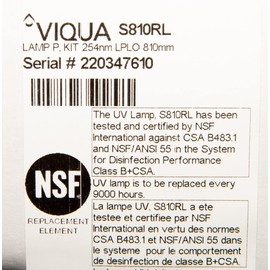 VIQUA S810RL
LAMP P, KIT 254nm LPLO 810mm
Serial # 220347610
The UV Lamp, S810RL has been
tested and certified by NSF
International against CSA B483.1
and NSF/ANSI 55 in the System
for Disinfection Performance
Class B+CSA.
UV lamp is to be replaced every
9000 hours.
NSF
REPLACEMENT
ELEMENT
La lampe UV, S810RL a ete
testee et certifiee par NSF
International en vertu des normes
CSA B483.1 et NSF/ANSI 55 dans
le système pour le comportement
de desinfection de classe B+CSA.